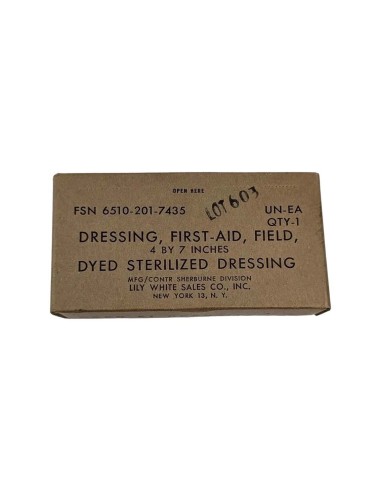 OPEN HERE
LOT 603
FSN 6510-201-7435 UN-EA
QTY-1
DRESSING, FIRST-AID, FIELD,
4 BY 7 INCHES
DYED STERILIZED DRESSING
MFG/CONTR SHERBURNE DIVISION
LILY WHITE SALES CO., INC.
NEW YORK 13, N. Y.